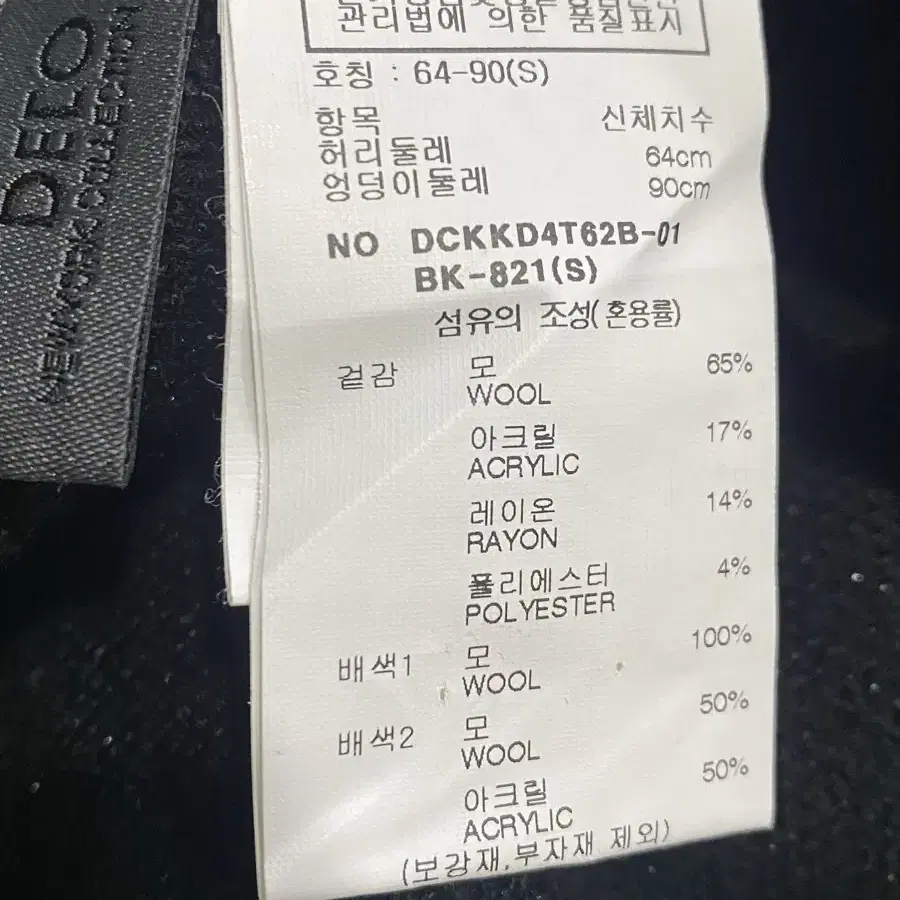 관리법에 의한 품질표시
호칭 : 64-90(S)
항목 신체치수
허리둘레 64cm
엉덩이둘레 90cm
NO DCKKD4T62B-01
BK-821(S)
섬유의 조성(혼용률)
겉감 모 65%
WOOL
아크릴 17%
ACRYLIC
레이온 14%
RAYON
폴리에스터 4%
POLYESTER
배색1 모 100%
WOOL
배색2 모 50%
WOOL
아크릴 50%
ACRYLIC
(보강재,부자재 제외)
DELO
NEWYORK COLLECTION